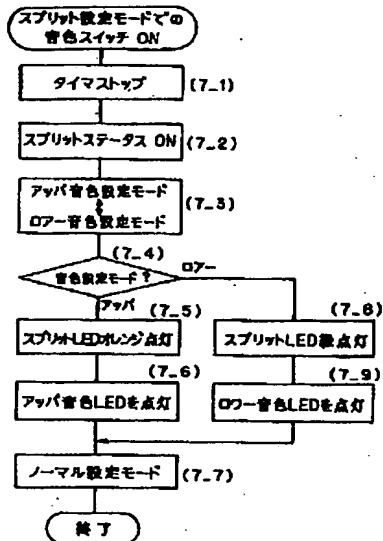 スプリット設定モードでの
音色スイッチ ON
タイマストップ (7_1)
スプリットステータス ON (7_2)
アッパ音色設定モード
↕
ロアー音色設定モード
(7_3)
(7_4)
音色設定モード?
ロアー
アッパ
(7_5)
スプリットLEDオレンジ点灯
(7_6)
アッパ音色LEDを点灯
(7_8)
スプリットLED緑点灯
(7_9)
ロワー音色LEDを点灯
ノーマル設定モード (7_7)
終了